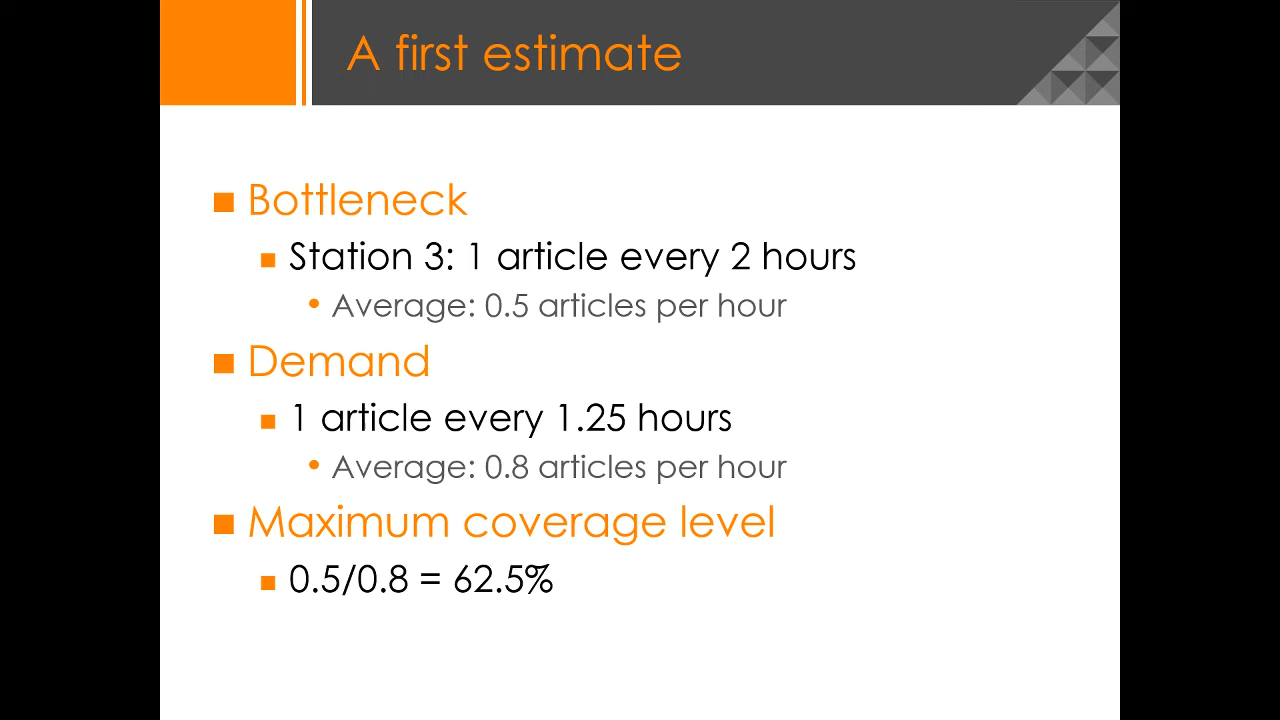 A first estimate
Bottleneck
Station 3: 1 article every 2 hours
Average: 0.5 articles per hour
Demand
1 article every 1.25 hours
Average: 0.8 articles per hour
Maximum coverage level
0.5/0.8 = 62.5%